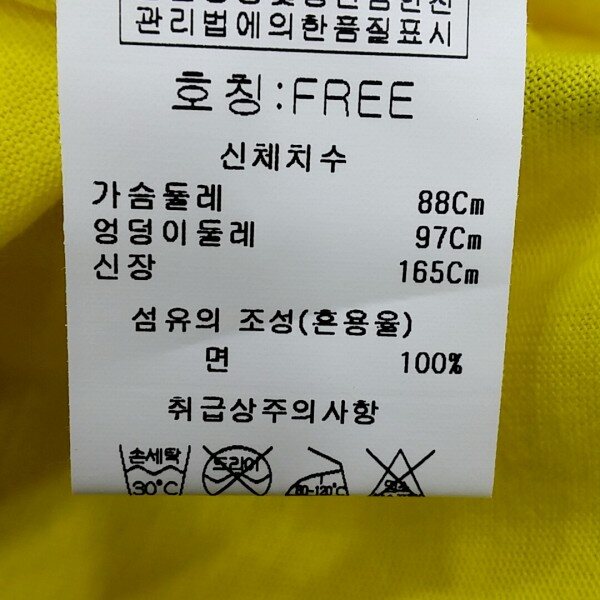 관리법에의한품질표시
호칭:FREE
신체치수
가슴둘레 88Cm
엉덩이둘레 97Cm
신장 165Cm
섬유의 조성(혼용율)
면 100%
취급상주의사항
손세탁 드라이
30°C 80-120°C